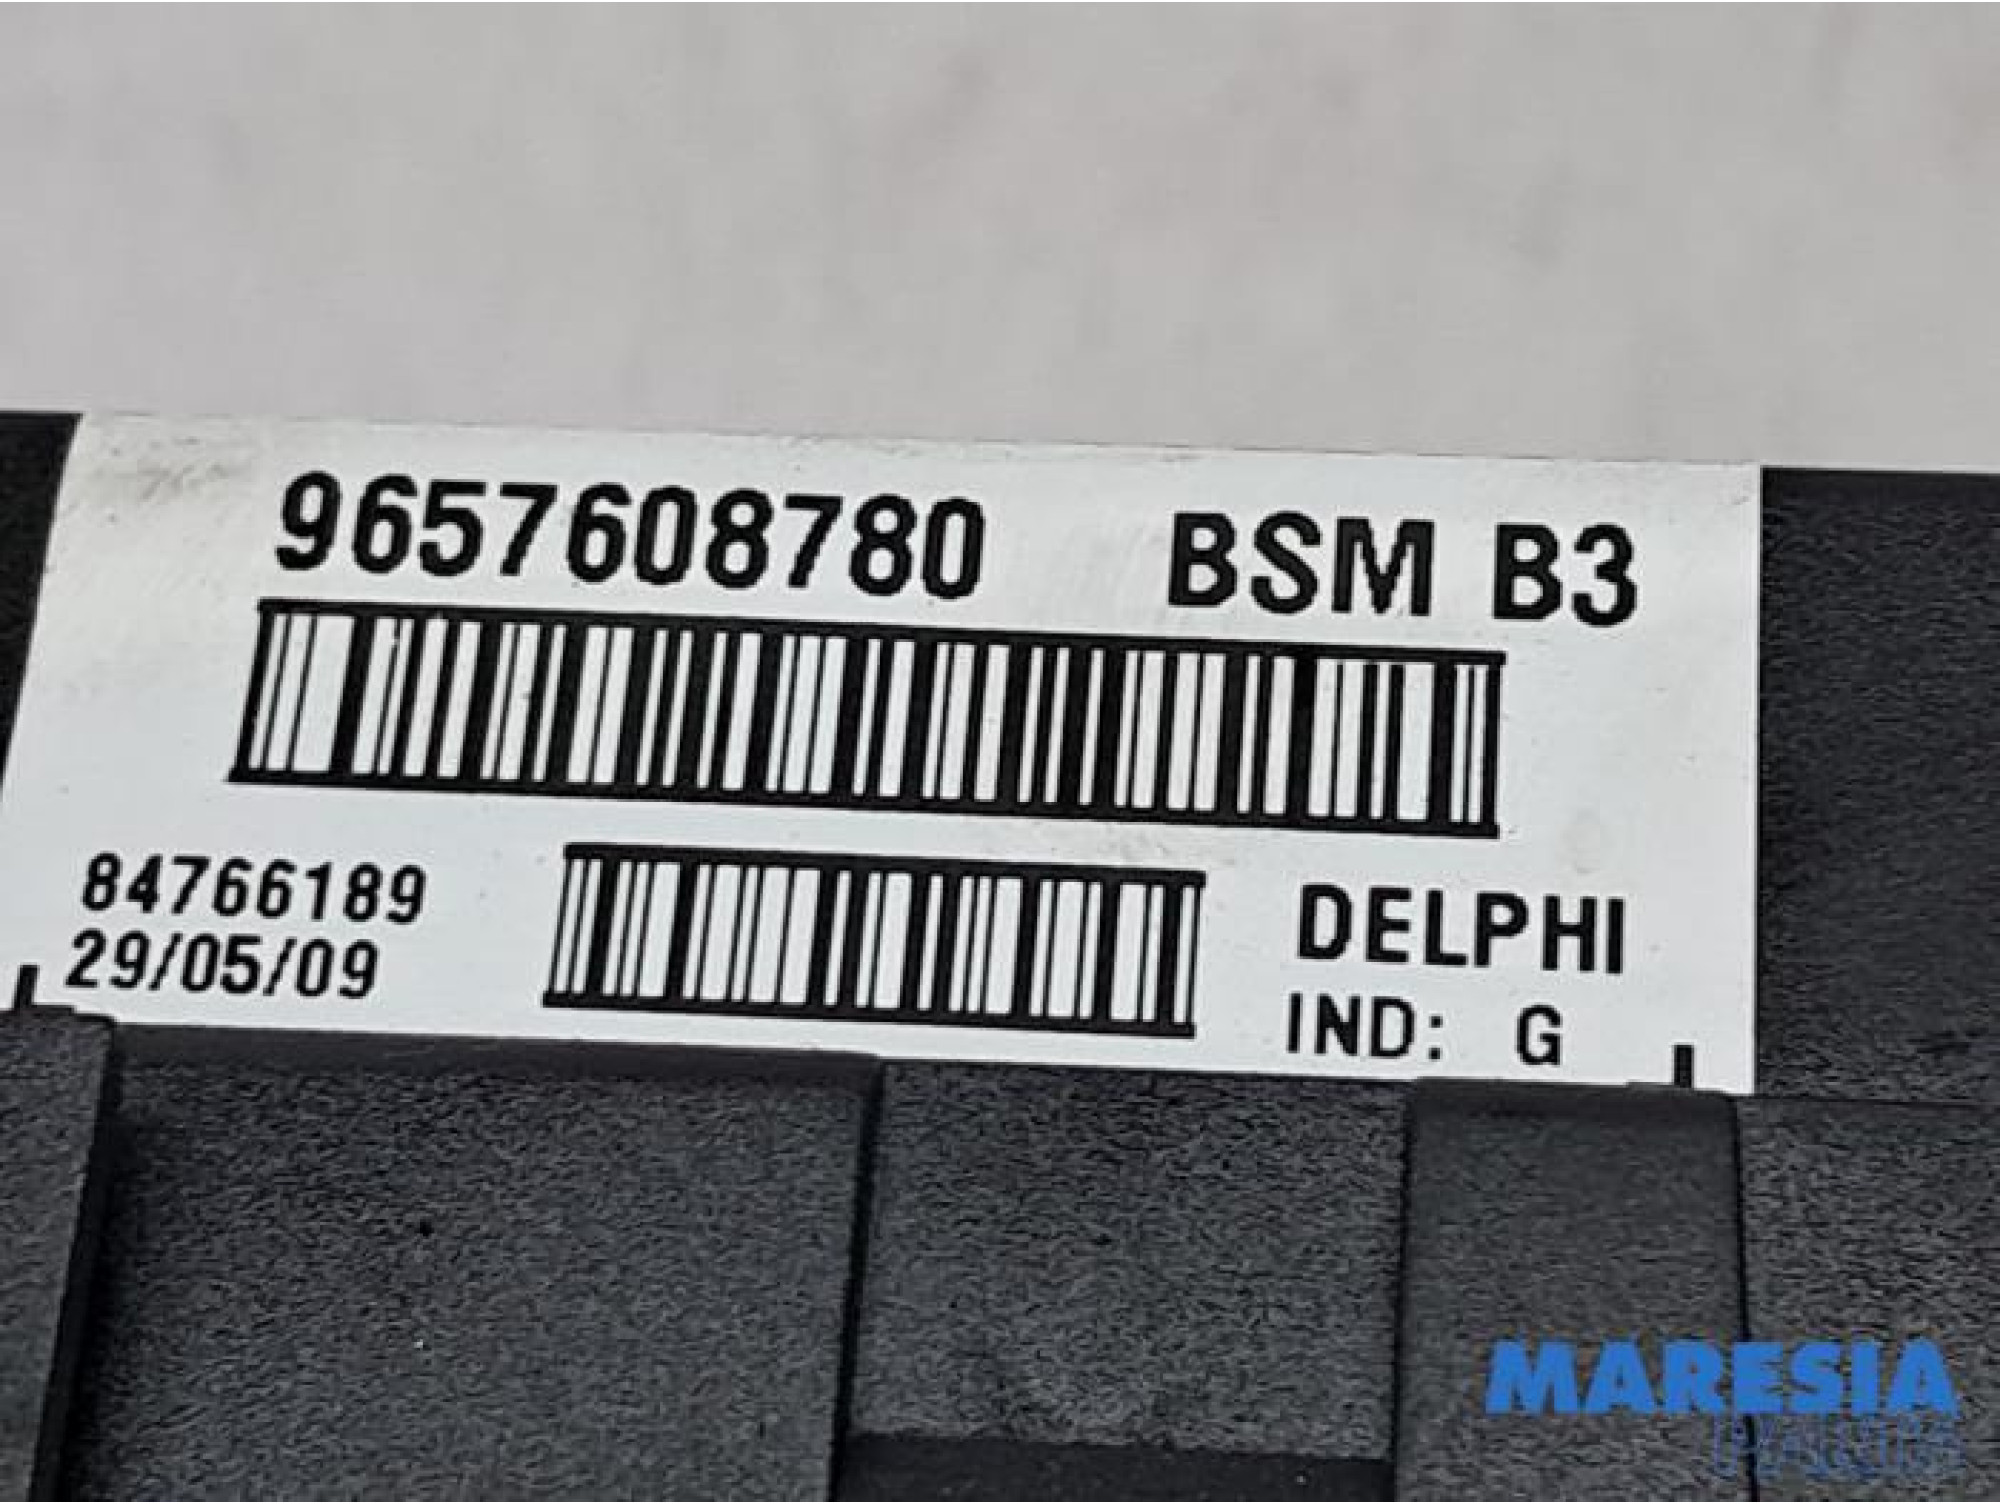 9657608780 BSM B3
84766189
29/05/09
DELPHI
IND: G
MARESIA